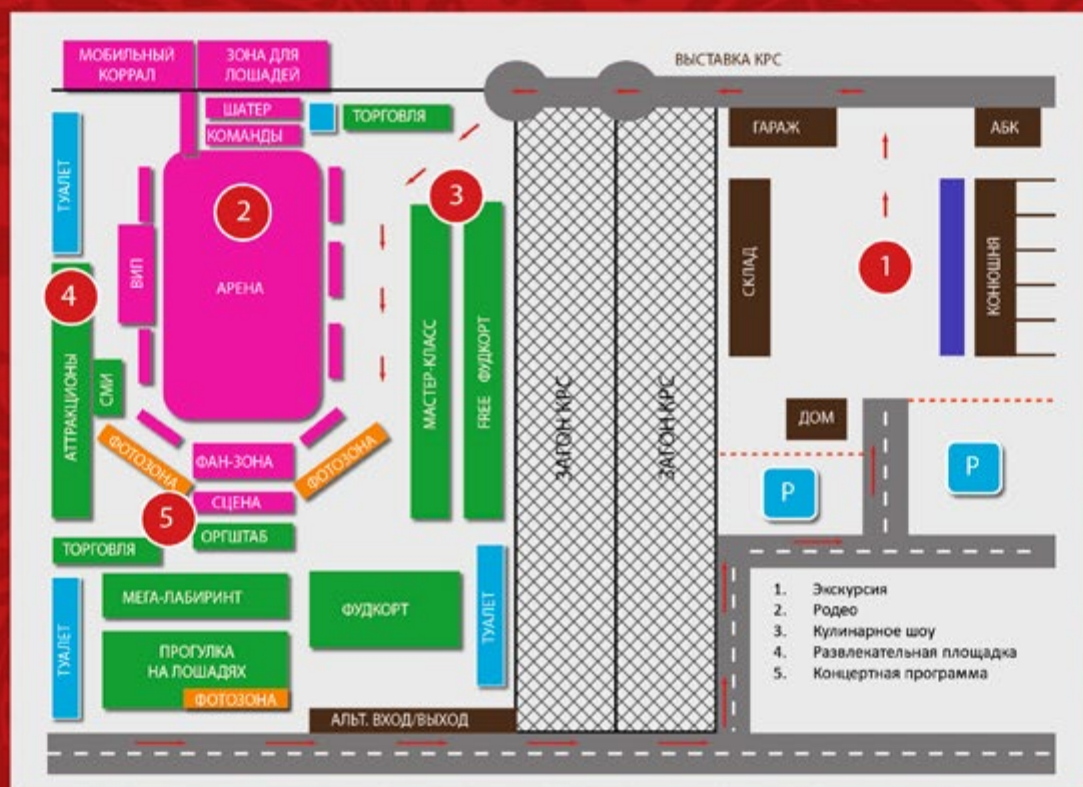 МОБИЛЬНЫЙ
КОРРАЛ
ЗОНА ДЛЯ
ЛОШАДЕЙ
ВЫСТАВКА КРС
ШАТЕР
КОМАНДЫ
ТОРГОВЛЯ
ГАРАЖ
АБК
ТУАЛЕТ
2
3
1
4
ВИП
АРЕНА
СКЛАД
КОНЮШНЯ
АТТРАКЦИОНЫ
СМИ
МАСТЕР-КЛАСС
FREE ФУДКОРТ
ЗАГОН КРС
ЗАГОН КРС
ДОМ
ФОТОЗОНА
ФАН-ЗОНА
ФОТОЗОНА
P
P
СЦЕНА
5
ОРГШТАБ
ТОРГОВЛЯ
МЕГА-ЛАБИРИНТ
ФУДКОРТ
ТУАЛЕТ
ТУАЛЕТ
ПРОГУЛКА
НА ЛОШАДЯХ
ФОТОЗОНА
АЛЬТ. ВХОД/ВЫХОД
1. Экскурсия
2. Родео
3. Кулинарное шоу
4. Развлекательная площадка
5. Концертная программа